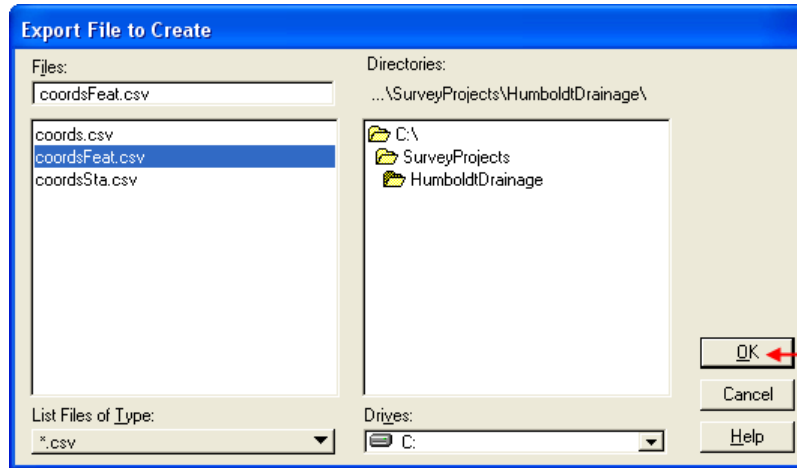 Export File to Create
Files:
coordsFeat.csv
coords.csv
coordsFeat.csv
coordsSta.csv
List Files of Type:
*.csv
Directories:
...\SurveyProjects\HumboldtDrainage\
C:\
SurveyProjects
HumboldtDrainage
Drives:
C:
OK
Cancel
Help